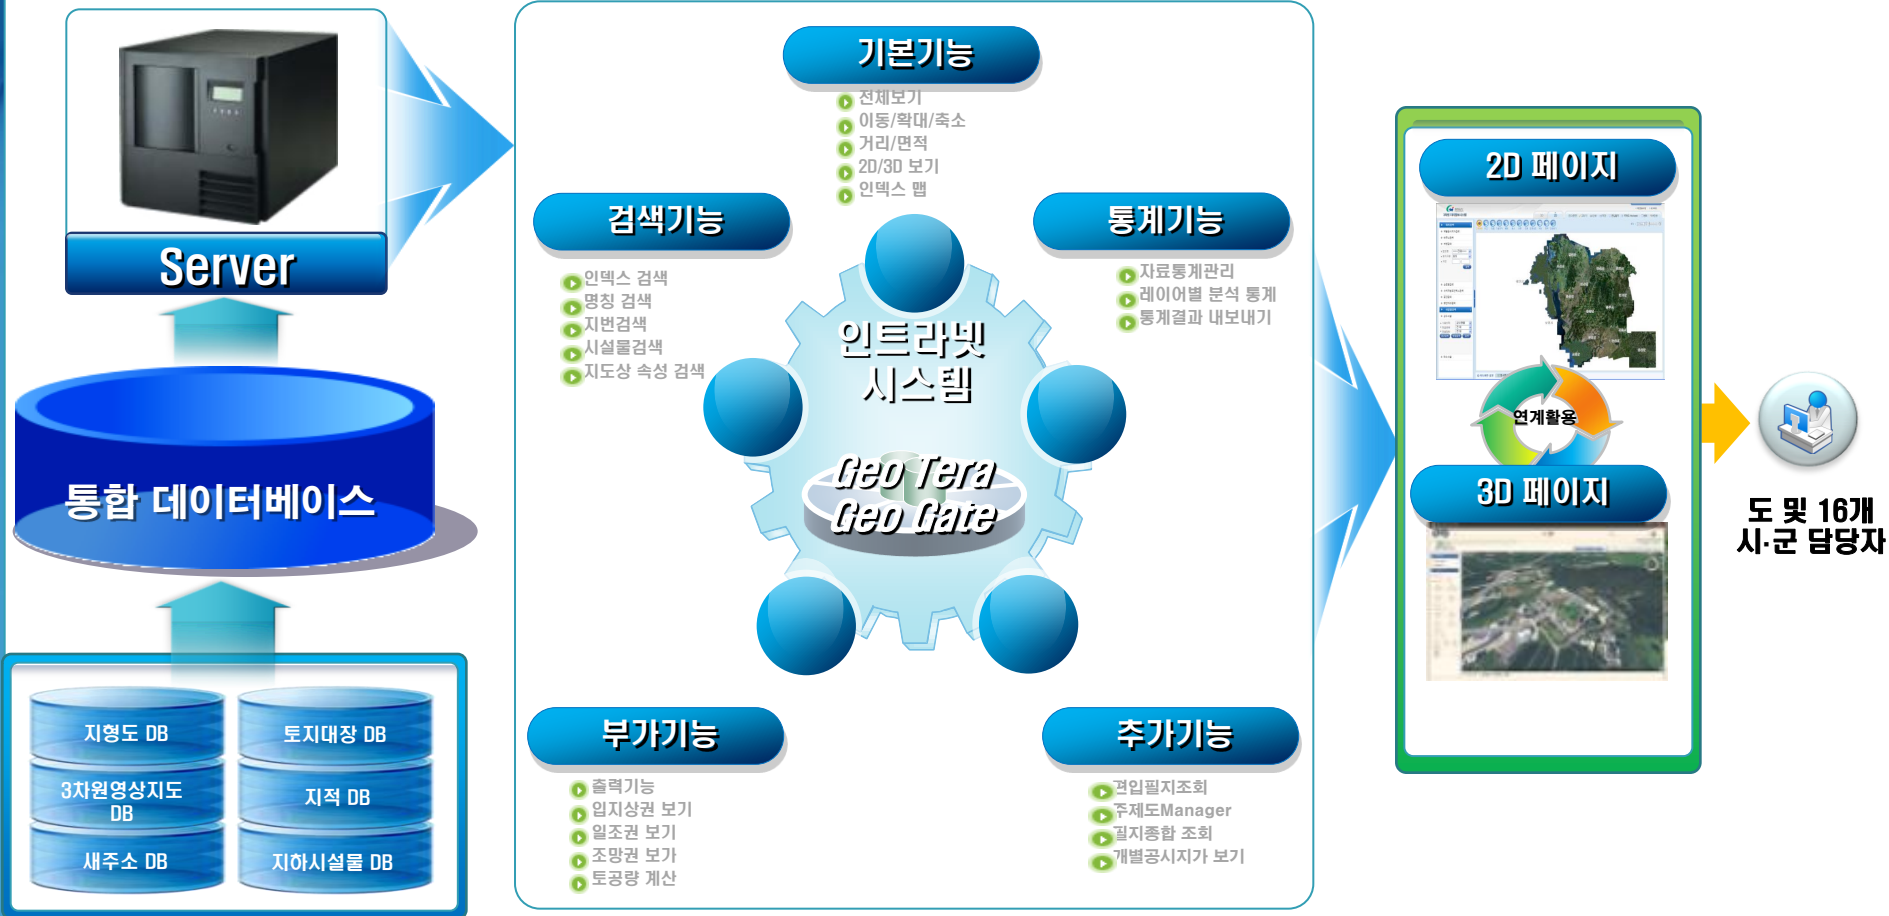 Server
통합 데이터베이스
지형도 DB
토지대장 DB
3차원영상지도
DB
지적 DB
새주소 DB
지하시설물 DB
기본기능
전체보기
이동/확대/축소
거리/면적
2D/3D 보기
인덱스 맵
검색기능
인덱스 검색
명칭 검색
지번검색
시설물검색
지도상 속성 검색
통계기능
자료통계관리
레이어별 분석 통계
통계결과 내보내기
인트라넷
시스템
Geo Tera
Geo Gate
부가기능
출력기능
입지상권 보기
일조권 보기
조망권 보가
토공량 계산
추가기능
편입필지조회
주제도Manager
필지종합 조회
개별공시지가 보기
2D 페이지
연계활용
3D 페이지
도 및 16개
시·군 담당자